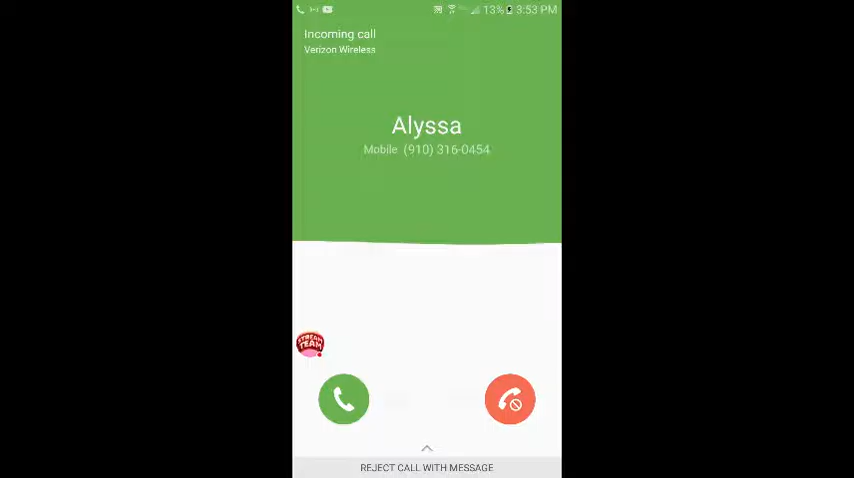 13% 3:53 PM
Incoming call
Verizon Wireless
Alyssa
Mobile (910) 316-0454
STREAM
TEAM
REJECT CALL WITH MESSAGE